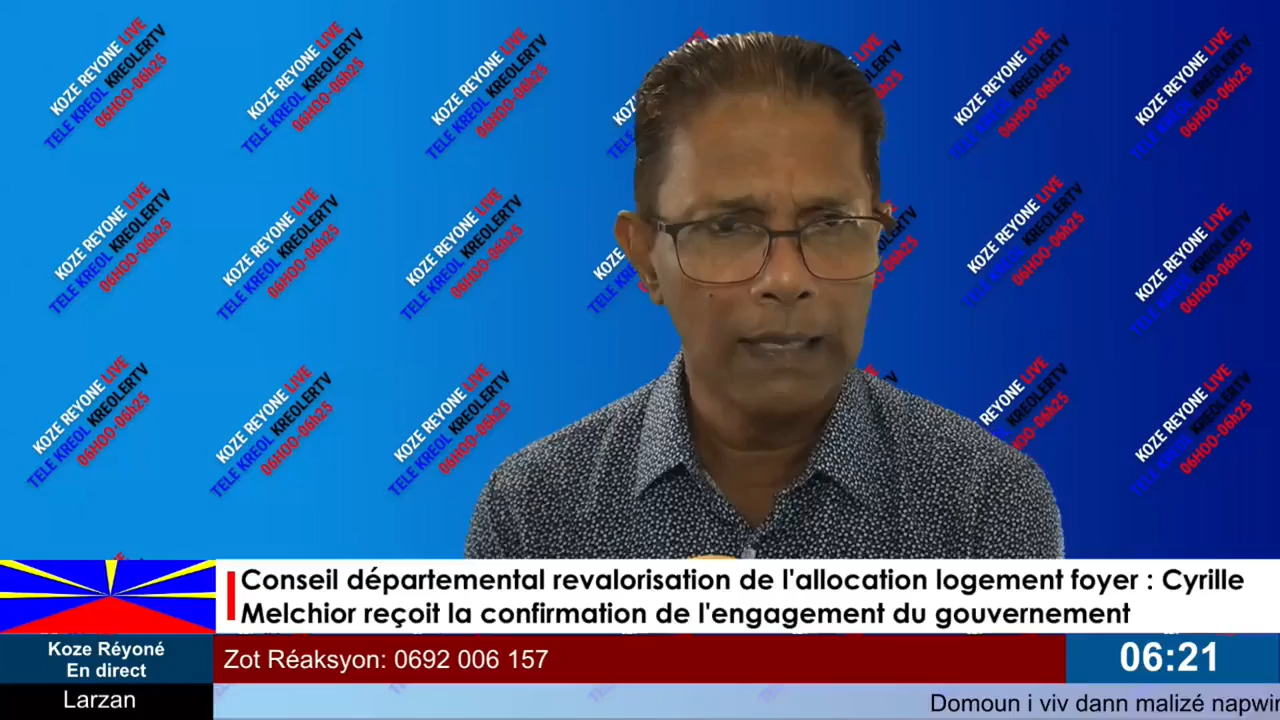 KOZE REYONE LIVE
TELE KREOL KREOLERTV
06H00-06h25
Conseil départemental revalorisation de l'allocation logement foyer : Cyrille
Melchior reçoit la confirmation de l'engagement du gouvernement
Koze Réyoné
En direct
Zot Réaksyon: 0692 006 157
06:21
Larzan
Domoun i viv dann malizé